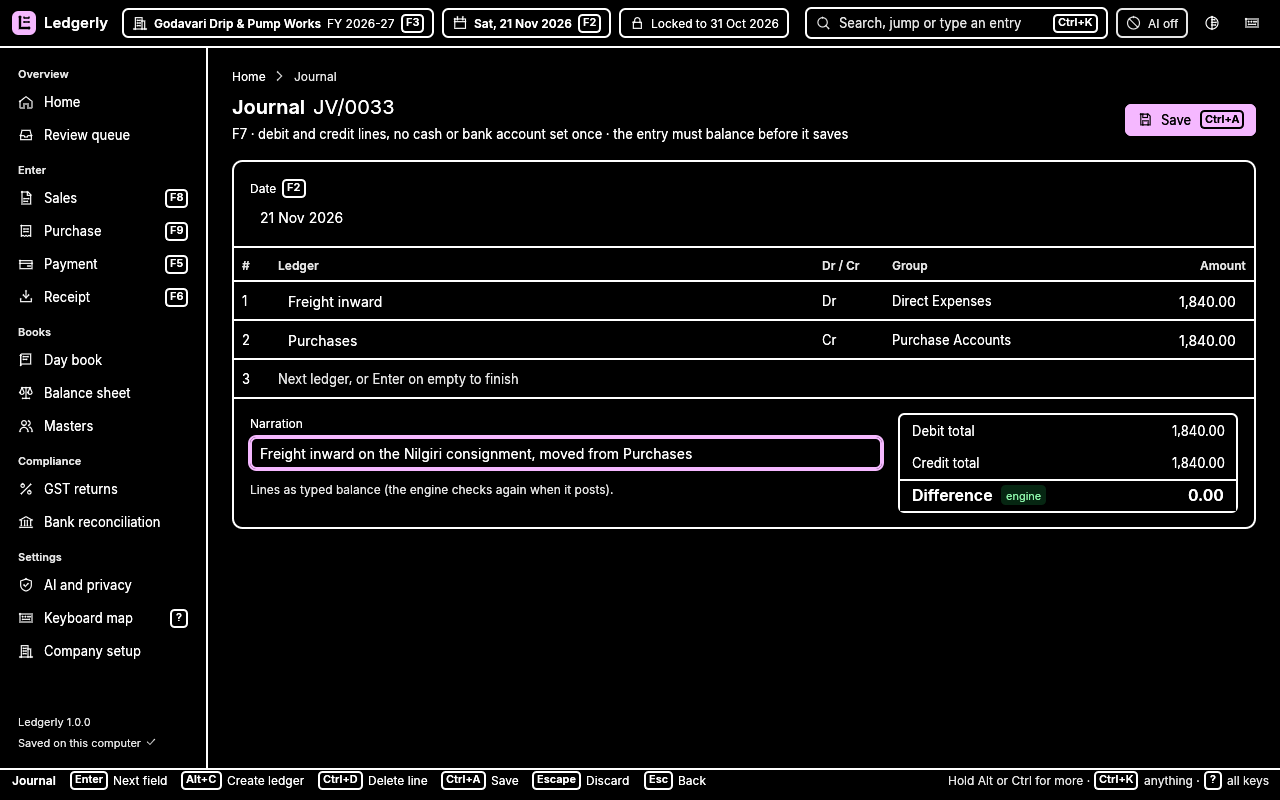 Ledgerly
Godavari Drip & Pump Works FY 2026-27 F3
Sat, 21 Nov 2026 F2
Locked to 31 Oct 2026
Search, jump or type an entry Ctrl+K
AI off
Overview
Home
Review queue
Enter
Sales F8
Purchase F9
Payment F5
Receipt F6
Books
Day book
Balance sheet
Masters
Compliance
GST returns
Bank reconciliation
Settings
AI and privacy
Keyboard map ?
Company setup
Ledgerly 1.0.0
Saved on this computer
Home Journal
Journal JV/0033
F7 · debit and credit lines, no cash or bank account set once · the entry must balance before it saves
Save Ctrl+A
Date F2
21 Nov 2026
# Ledger Dr / Cr Group Amount
1 Freight inward Dr Direct Expenses 1,840.00
2 Purchases Cr Purchase Accounts 1,840.00
3 Next ledger, or Enter on empty to finish
Narration
Freight inward on the Nilgiri consignment, moved from Purchases
Lines as typed balance (the engine checks again when it posts).
Debit total 1,840.00
Credit total 1,840.00
Difference engine 0.00
Journal Enter Next field Alt+C Create ledger Ctrl+D Delete line Ctrl+A Save Escape Discard Esc Back
Hold Alt or Ctrl for more · Ctrl+K anything · ? all keys